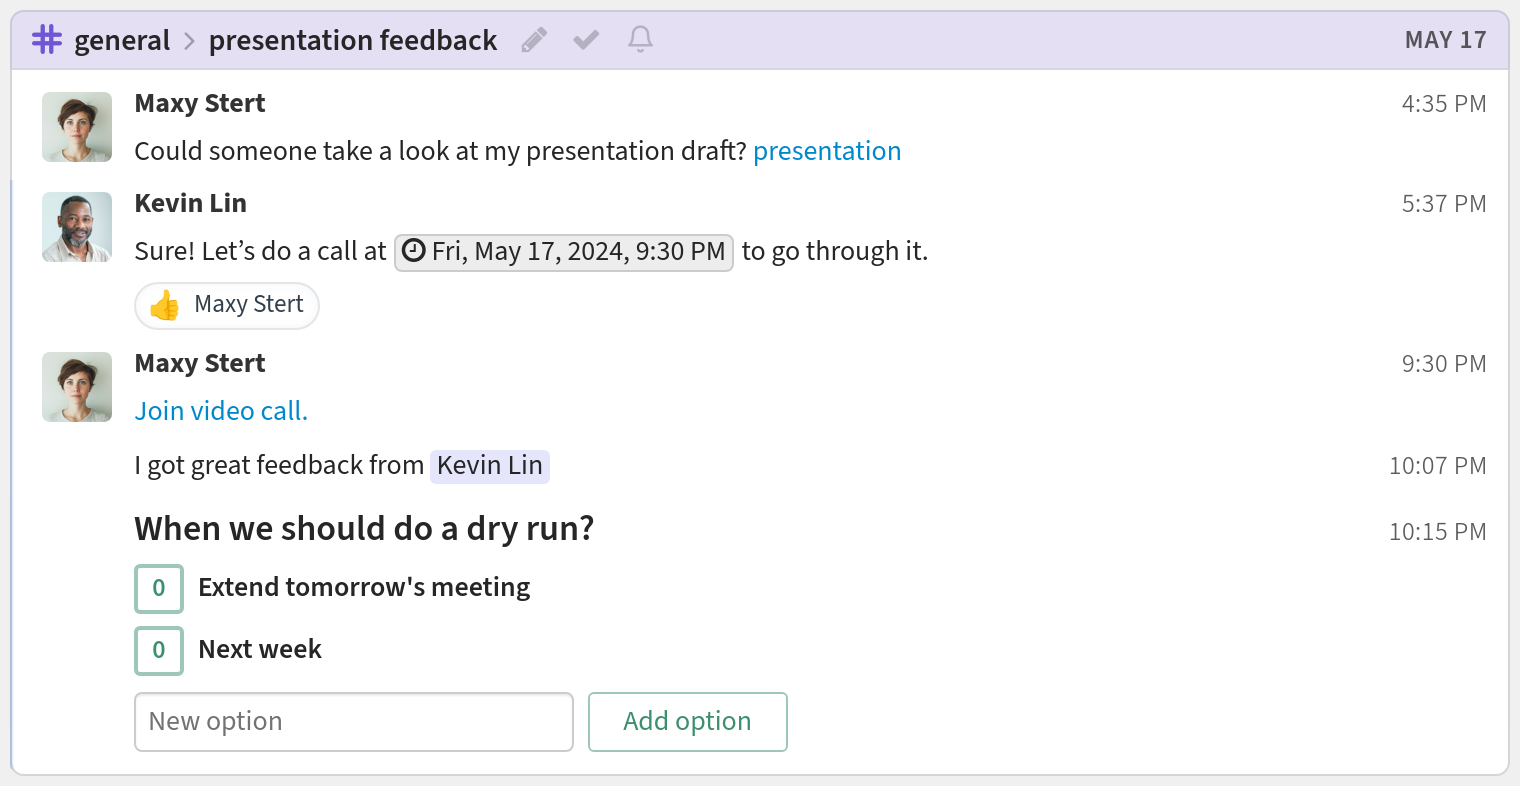 general > presentation feedback MAY 17
Maxy Stert 4:35 PM
Could someone take a look at my presentation draft? presentation
Kevin Lin 5:37 PM
Sure! Let’s do a call at Fri, May 17, 2024, 9:30 PM to go through it.
👍 Maxy Stert
Maxy Stert 9:30 PM
Join video call.
I got great feedback from Kevin Lin 10:07 PM
When we should do a dry run? 10:15 PM
0 Extend tomorrow's meeting
0 Next week
New option Add option